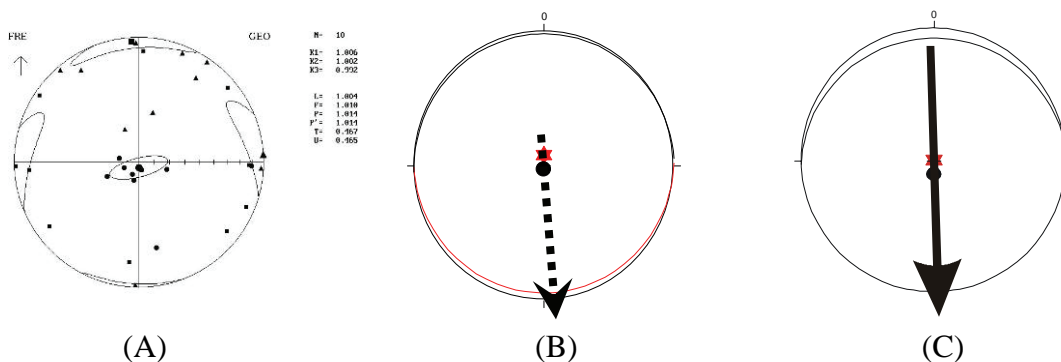 FRE
GEO
N= 10
K1= 1.006
K2= 1.002
K3= 0.992
L= 1.004
F= 1.010
P= 1.014
P'= 1.014
T= 0.467
U= 0.465
0
0
(A)
(B)
(C)